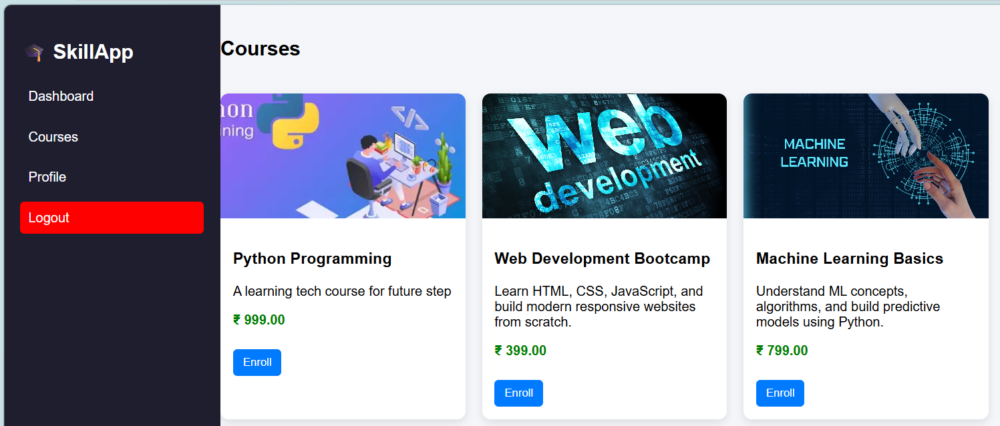 SkillApp
Dashboard
Courses
Profile
Logout
Courses
hon
ining
</>
Python Programming
A learning tech course for future step
₹ 999.00
Enroll
web
development
Web Development Bootcamp
Learn HTML, CSS, JavaScript, and
build modern responsive websites
from scratch.
₹ 399.00
Enroll
MACHINE
LEARNING
Machine Learning Basics
Understand ML concepts,
algorithms, and build predictive
models using Python.
₹ 799.00
Enroll